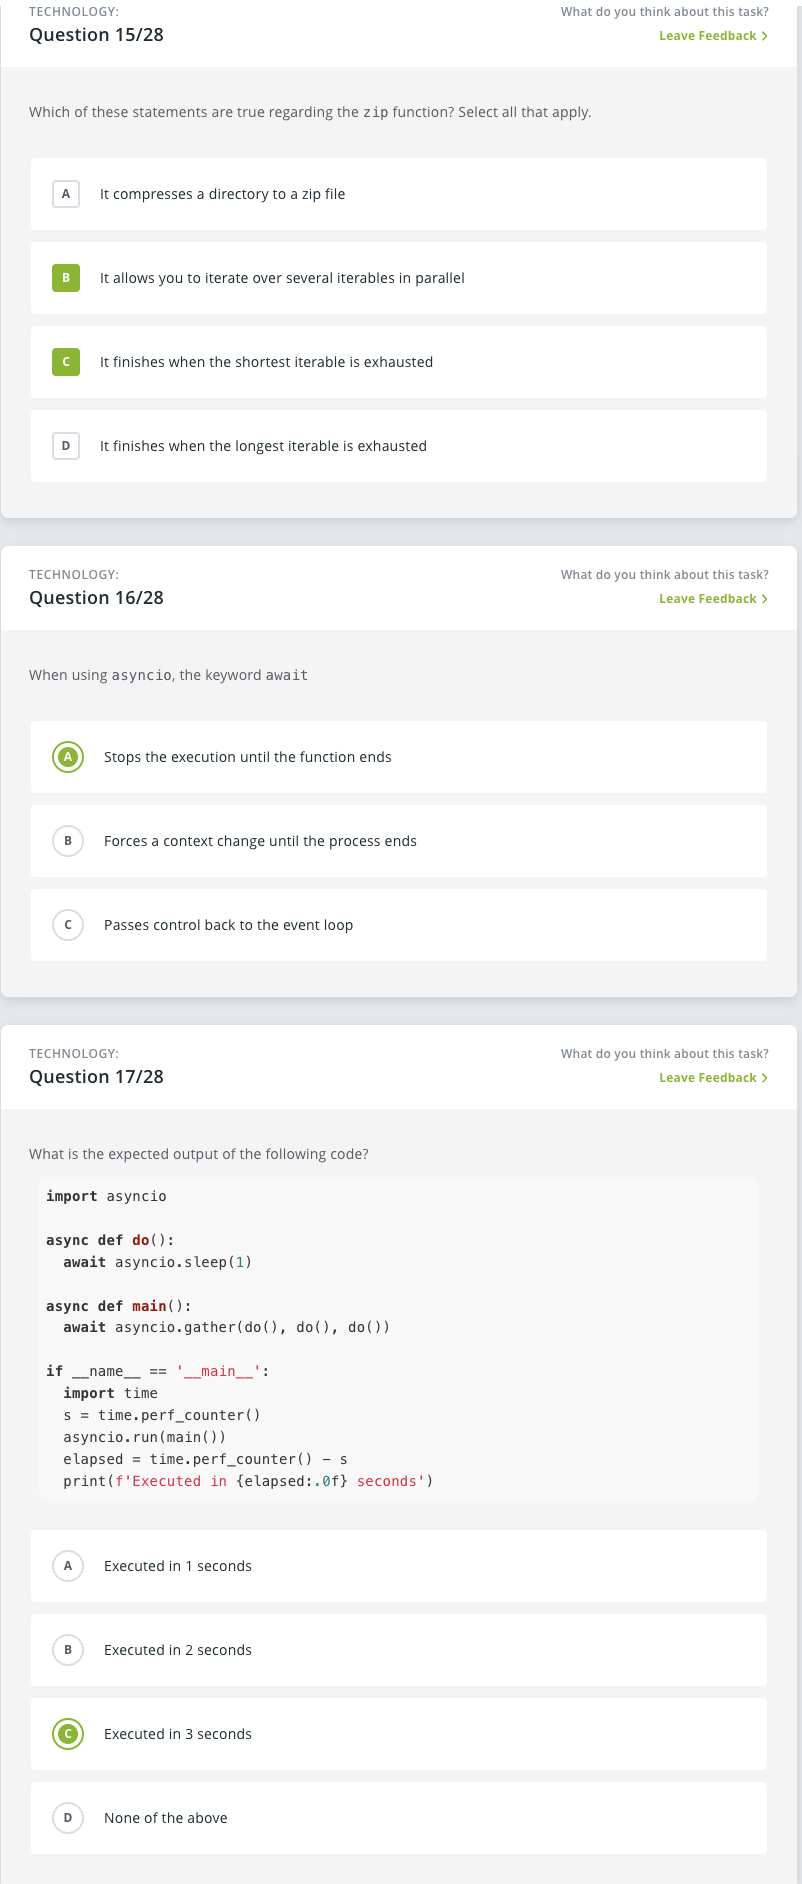 TECHNOLOGY:
What do you think about this task?
Question 15/28
Leave Feedback >
Which of these statements are true regarding the zip function? Select all that apply.
A It compresses a directory to a zip file
B It allows you to iterate over several iterables in parallel
C It finishes when the shortest iterable is exhausted
D It finishes when the longest iterable is exhausted
TECHNOLOGY:
What do you think about this task?
Question 16/28
Leave Feedback >
When using asyncio, the keyword await
A Stops the execution until the function ends
B Forces a context change until the process ends
C Passes control back to the event loop
TECHNOLOGY:
What do you think about this task?
Question 17/28
Leave Feedback >
What is the expected output of the following code?
import asyncio
async def do():
  await asyncio.sleep(1)
async def main():
  await asyncio.gather(do(), do(), do())
if __name__ == '__main__':
  import time
  s = time.perf_counter()
  asyncio.run(main())
  elapsed = time.perf_counter() - s
  print(f'Executed in {elapsed:.0f} seconds')
A Executed in 1 seconds
B Executed in 2 seconds
C Executed in 3 seconds
D None of the above